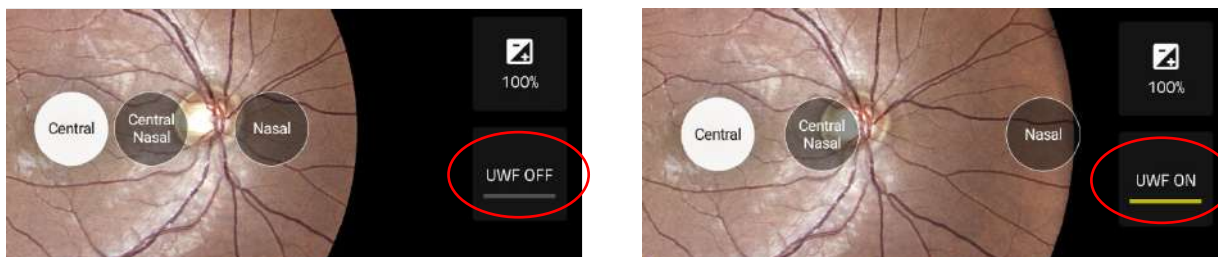 100%
Central
Central
Nasal
Nasal
UWF OFF
100%
Central
Central
Nasal
Nasal
UWF ON